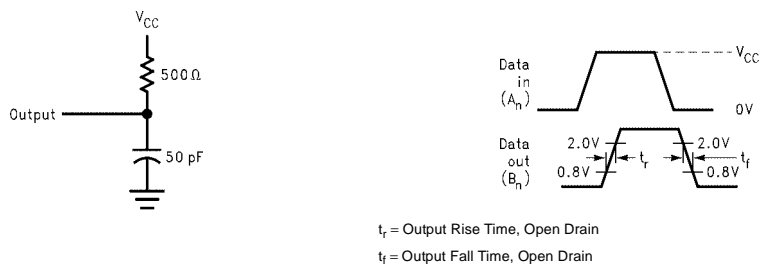 V_CC
500Ω
Output
50 pF
Data in (A_n)
V_CC
0V
Data out (B_n)
2.0V
2.0V
t_r
t_f
0.8V
0.8V
t_r = Output Rise Time, Open Drain
t_f = Output Fall Time, Open Drain